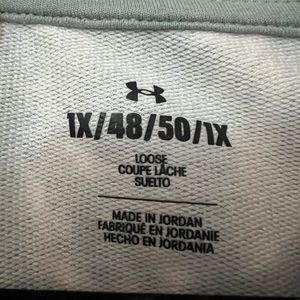 1X/48/50/1X
LOOSE
COUPE LÂCHE
SUELTO
MADE IN JORDAN
FABRIQUÉ EN JORDANIE
HECHO EN JORDANIA